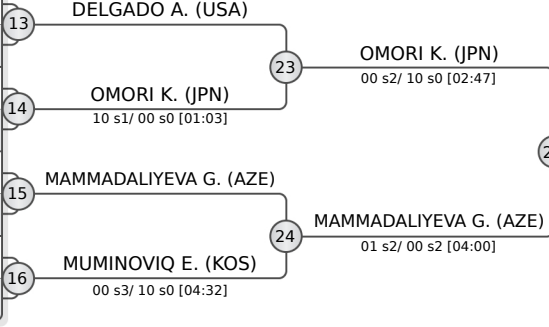 DELGADO A. (USA)
13
23
OMORI K. (JPN)
00 s2/ 10 s0 [02:47]
OMORI K. (JPN)
14
10 s1/ 00 s0 [01:03]
MAMMADALIYEVA G. (AZE)
15
24
MAMMADALIYEVA G. (AZE)
01 s2/ 00 s2 [04:00]
MUMINOVIQ E. (KOS)
16
00 s3/ 10 s0 [04:32]